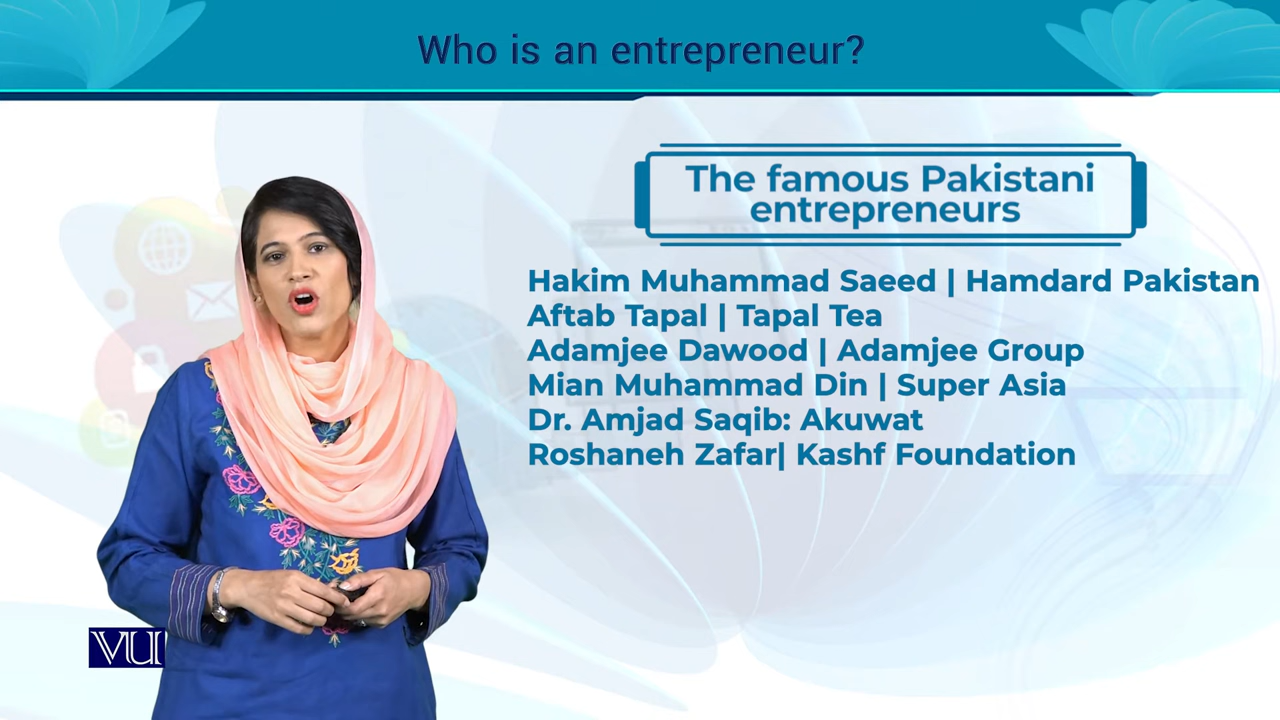 Who is an entrepreneur?
The famous Pakistani
entrepreneurs
Hakim Muhammad Saeed | Hamdard Pakistan
Aftab Tapal | Tapal Tea
Adamjee Dawood | Adamjee Group
Mian Muhammad Din | Super Asia
Dr. Amjad Saqib: Akuwat
Roshaneh Zafar| Kashf Foundation
VU